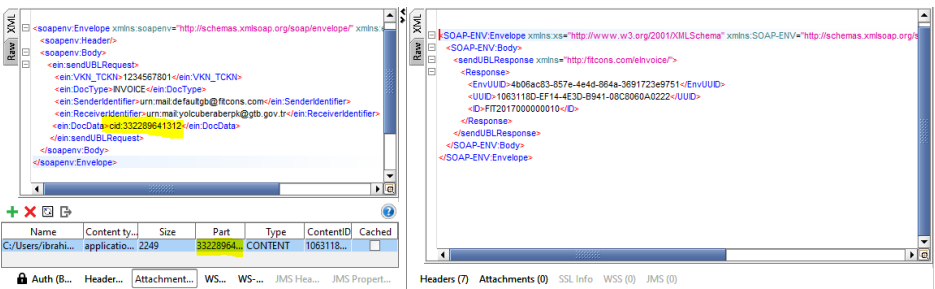 XML
Raw
<soapenv:Envelope xmlns:soapenv="http://schemas.xmlsoap.org/soap/envelope/" xmlns:e
<soapenv:Header/>
<soapenv:Body>
<ein:sendUBLRequest>
<ein:VKN_TCKN>1234567801</ein:VKN_TCKN>
<ein:DocType>INVOICE</ein:DocType>
<ein:SenderIdentifier>urn:mail:defaultgb@fitcons.com</ein:SenderIdentifier>
<ein:ReceiverIdentifier>urn:mail:yolcuberaberpk@gtb.gov.tr</ein:ReceiverIdentifier>
<ein:DocData>cid:332289641312</ein:DocData>
</ein:sendUBLRequest>
</soapenv:Body>
</soapenv:Envelope>
Name Content ty... Size Part Type ContentID Cached
C:/Users/ibrahi... applicatio... 2249 33228964... CONTENT 1063118...
Auth (B... Header... Attachment... WS... WS-... JMS Hea... JMS Propert...
XML
Raw
<SOAP-ENV:Envelope xmlns:xs="http://www.w3.org/2001/XMLSchema" xmlns:SOAP-ENV="http://schemas.xmlsoap.org/s
<SOAP-ENV:Body>
<sendUBLResponse xmlns="http://fitcons.com/eInvoice/">
<Response>
<EnvUUID>4b06ac83-857e-4e4d-864a-3691723e9751</EnvUUID>
<UUID>1063118D-EF14-4E3D-B941-08C8060A0222</UUID>
<ID>FIT2017000000010</ID>
</Response>
</sendUBLResponse>
</SOAP-ENV:Body>
</SOAP-ENV:Envelope>
Headers (7) Attachments (0) SSL Info WSS (0) JMS (0)